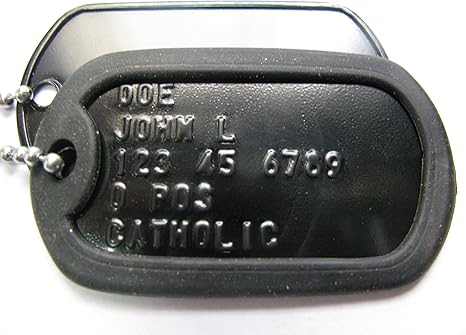 DOE
JOHN L
123 45 6789
O POS
CATHOLIC